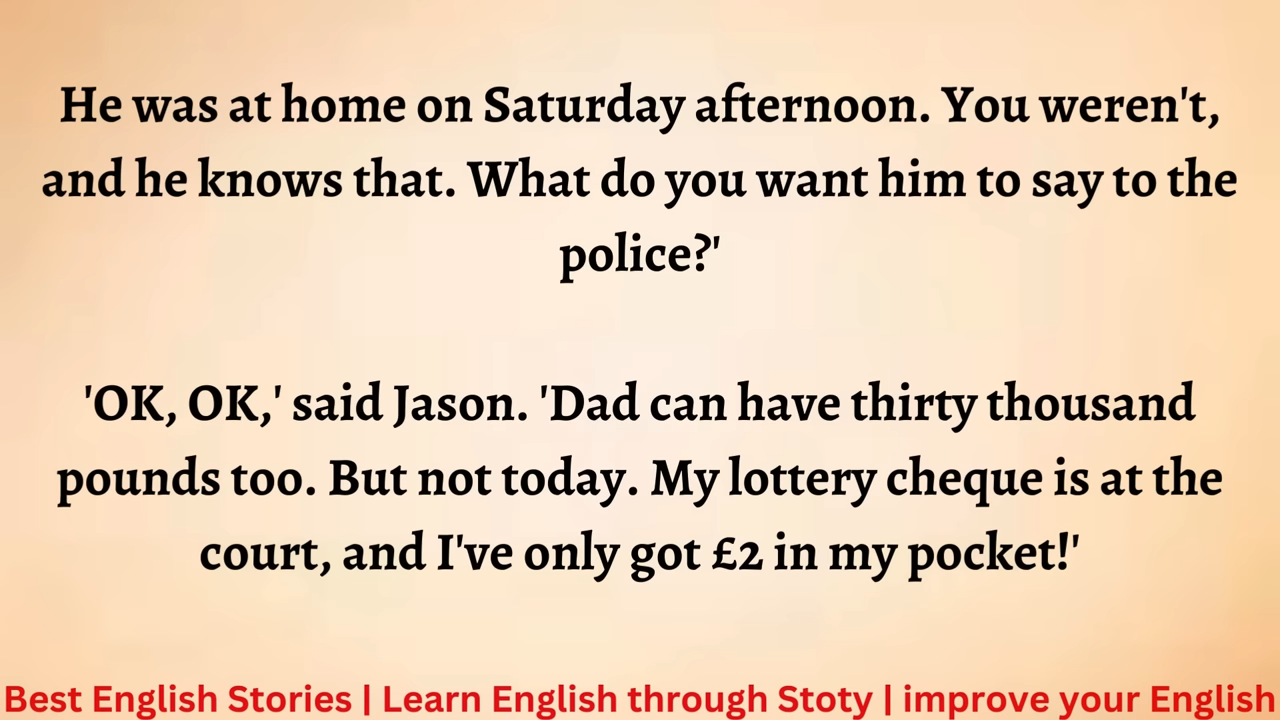 He was at home on Saturday afternoon. You weren't,
and he knows that. What do you want him to say to the
police?'
'OK, OK,' said Jason. 'Dad can have thirty thousand
pounds too. But not today. My lottery cheque is at the
court, and I've only got £2 in my pocket!'
Best English Stories | Learn English through Stoty | improve your English